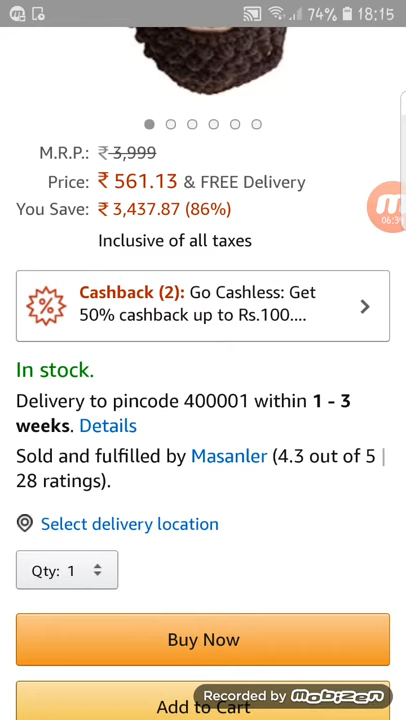 74% 18:15
M.R.P.: ₹ 3,999
Price: ₹ 561.13 & FREE Delivery
You Save: ₹ 3,437.87 (86%)
Inclusive of all taxes
06:3
Cashback (2): Go Cashless: Get
50% cashback up to Rs.100....
In stock.
Delivery to pincode 400001 within 1 - 3
weeks. Details
Sold and fulfilled by Masanler (4.3 out of 5 |
28 ratings).
Select delivery location
Qty: 1
Buy Now
Add to Cart
Recorded by mobizen